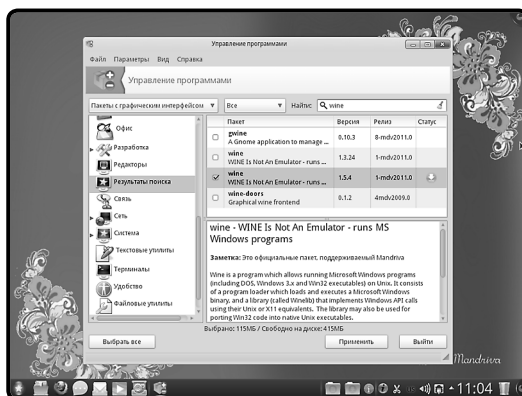 Управление программами
Файл Параметры Вид Справка
Управление программами
Пакеты с графическим интерфейсом
Все
Найти:
wine
Офис
Разработка
Редакторы
Результаты поиска
Связь
Сеть
Система
Текстовые утилиты
Терминалы
Удобство
Файловые утилиты
Пакет Версия Релиз Статус
gwine
A Gnome application to manage ...
0.10.3 8-mdv2011.0
wine
WINE Is Not An Emulator - runs ...
1.3.24 1-mdv2011.0
wine
WINE Is Not An Emulator - runs ...
1.5.4 1-mdv2011.0
wine-doors
Graphical wine frontend
0.1.2 4mdv2009.0
wine - WINE Is Not An Emulator - runs MS
Windows programs
Заметка: Это официальные пакет, поддерживаемый Mandriva
Wine is a program which allows running Microsoft Windows programs
(including DOS, Windows 3.x and Win32 executables) on Unix. It consists
of a program loader which loads and executes a Microsoft Windows
binary, and a library (called Winelib) that implements Windows API calls
using their Unix or X11 equivalents. The library may also be used for
porting Win32 code into native Unix executables.
Выбрано: 115МБ / Свободно на диске: 415МБ
Выбрать все
Применить
Выйти
Mandriva
11:04